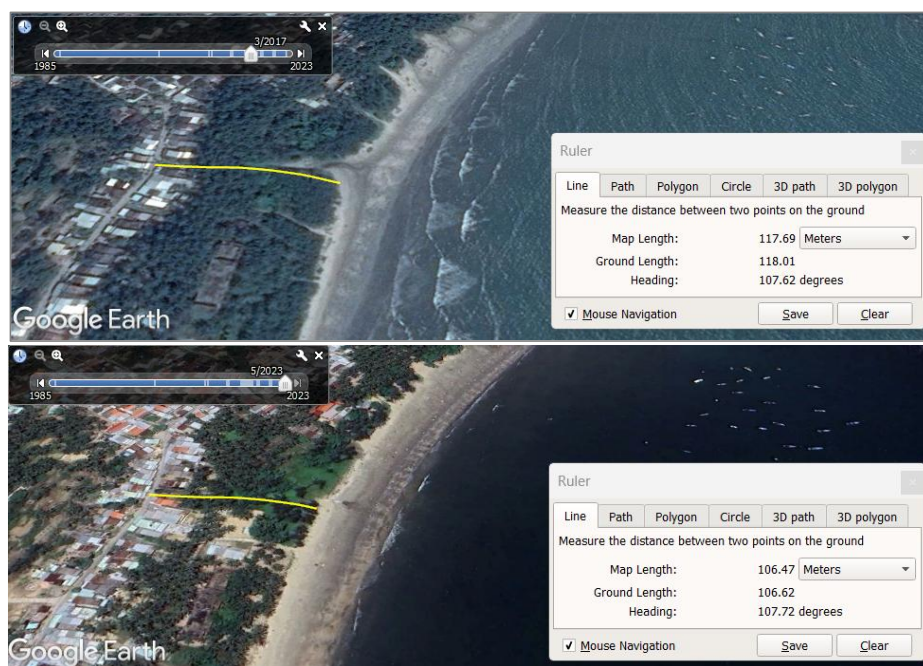 3/2017
1985
2023
Ruler
Line Path Polygon Circle 3D path 3D polygon
Measure the distance between two points on the ground
Map Length: 117.69 Meters
Ground Length: 118.01
Heading: 107.62 degrees
Mouse Navigation Save Clear
Google Earth
5/2023
1985
2023
Ruler
Line Path Polygon Circle 3D path 3D polygon
Measure the distance between two points on the ground
Map Length: 106.47 Meters
Ground Length: 106.62
Heading: 107.72 degrees
Mouse Navigation Save Clear
Google Earth